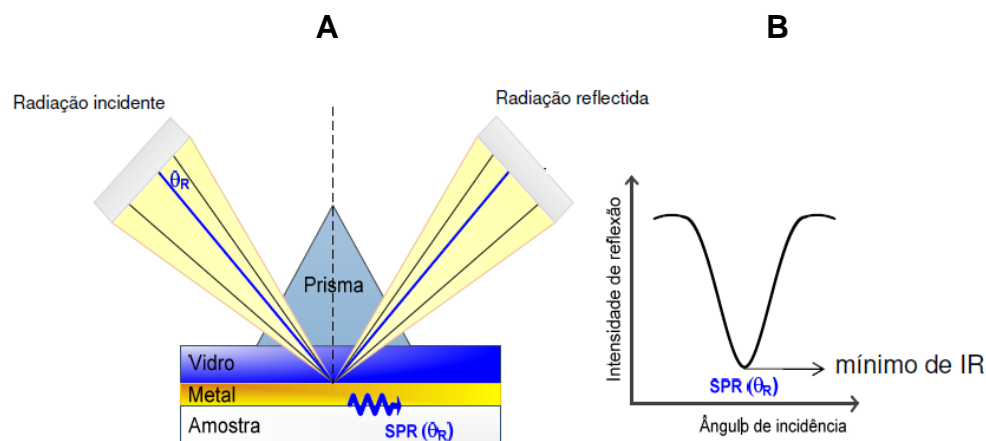 A
B
Radiação incidente
Radiação reflectida
θR
Prisma
Vidro
Metal
Amostra
SPR (θR)
Intensidade de reflexão
mínimo de IR
SPR (θR)
Ângulo de incidência